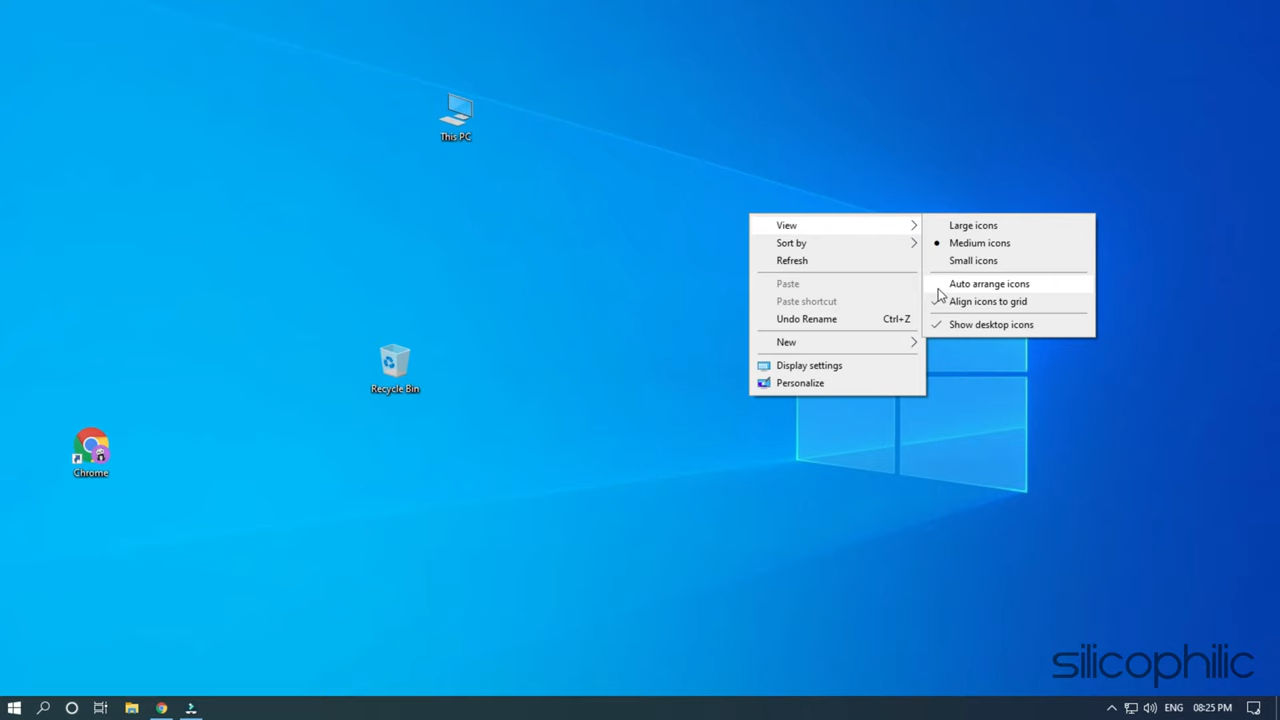 This PC
Recycle Bin
Chrome
View
Sort by
Refresh
Paste
Paste shortcut
Undo Rename Ctrl+Z
New
Display settings
Personalize
Large icons
Medium icons
Small icons
Auto arrange icons
Align icons to grid
Show desktop icons
silicophilic
ENG 08:25 PM